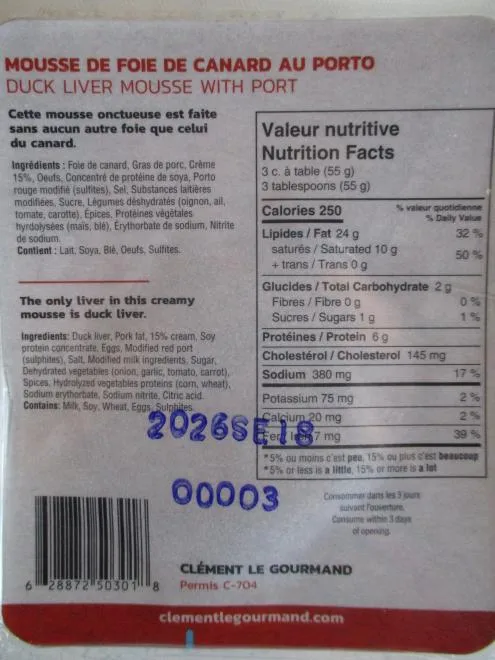 MOUSSE DE FOIE DE CANARD AU PORTO
DUCK LIVER MOUSSE WITH PORT
Cette mousse onctueuse est faite
sans aucun autre foie que celui
du canard.
Ingrédients : Foie de canard, Gras de porc, Crème
15%, Oeufs, Concentré de protéine de soya, Porto
rouge modifié (sulfites), Sel, Substances laitières
modifiées, Sucre, Légumes déshydratés (oignon, ail,
tomate, carotte), Épices, Protéines végétales
hydrolysées (maïs, blé), Érythorbate de sodium, Nitrite
de sodium.
Contient : Lait, Soya, Blé, Oeufs, Sulfites.
The only liver in this creamy
mousse is duck liver.
Ingredients: Duck liver, Pork fat, 15% cream, Soy
protein concentrate, Eggs, Modified red port
(sulphites), Salt, Modified milk ingredients, Sugar,
Dehydrated vegetables (onion, garlic, tomato, carrot),
Spices, Hydrolyzed vegetables proteins (corn, wheat),
Sodium erythorbate, Sodium nitrite, Citric acid.
Contains: Milk, Soy, Wheat, Eggs, Sulphites.
Valeur nutritive
Nutrition Facts
3 c. à table (55 g)
3 tablespoons (55 g)
Calories 250
% valeur quotidienne
% Daily Value
Lipides / Fat 24 g 32 %
saturés / Saturated 10 g
+ trans / Trans 0 g
50 %
Glucides / Total Carbohydrate 2 g
Fibres / Fibre 0 g 0 %
Sucres / Sugars 1 g 1 %
Protéines / Protein 6 g
Cholestérol / Cholesterol 145 mg
Sodium 380 mg 17 %
Potassium 75 mg 2 %
Calcium 20 mg 2 %
Fer / Iron 7 mg 39 %
*5% ou moins c'est peu, 15% ou plus c'est beaucoup
*5% or less is a little, 15% or more is a lot
2026SE18
00003
Consommer dans les 3 jours
suivant l'ouverture.
Consume within 3 days
of opening.
6 28872 50301 8
CLÉMENT LE GOURMAND
Permis C-704
clementlegourmand.com